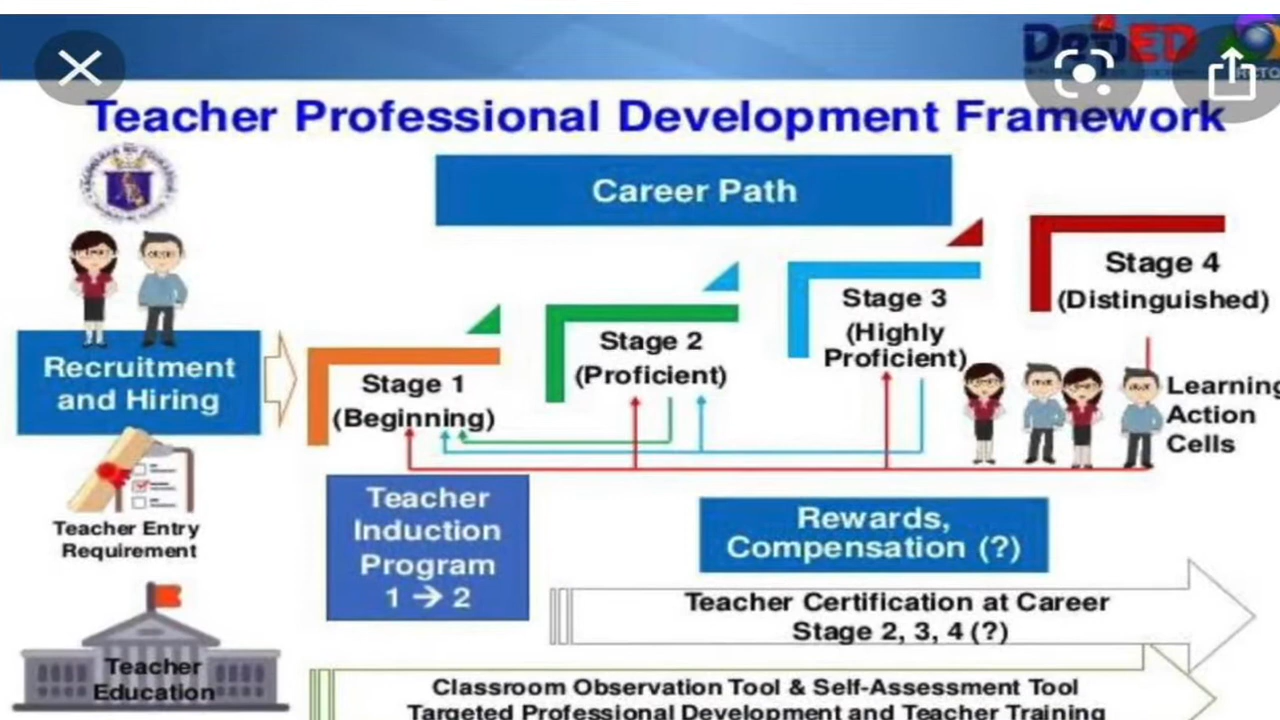 DepED
RCTQ
Teacher Professional Development Framework
Career Path
Recruitment
and Hiring
Teacher Entry
Requirement
Teacher
Education
Stage 1
(Beginning)
Stage 2
(Proficient)
Stage 3
(Highly
Proficient)
Stage 4
(Distinguished)
Learning
Action
Cells
Teacher
Induction
Program
1 → 2
Rewards,
Compensation (?)
Teacher Certification at Career
Stage 2, 3, 4 (?)
Classroom Observation Tool & Self-Assessment Tool
Targeted Professional Development and Teacher Training